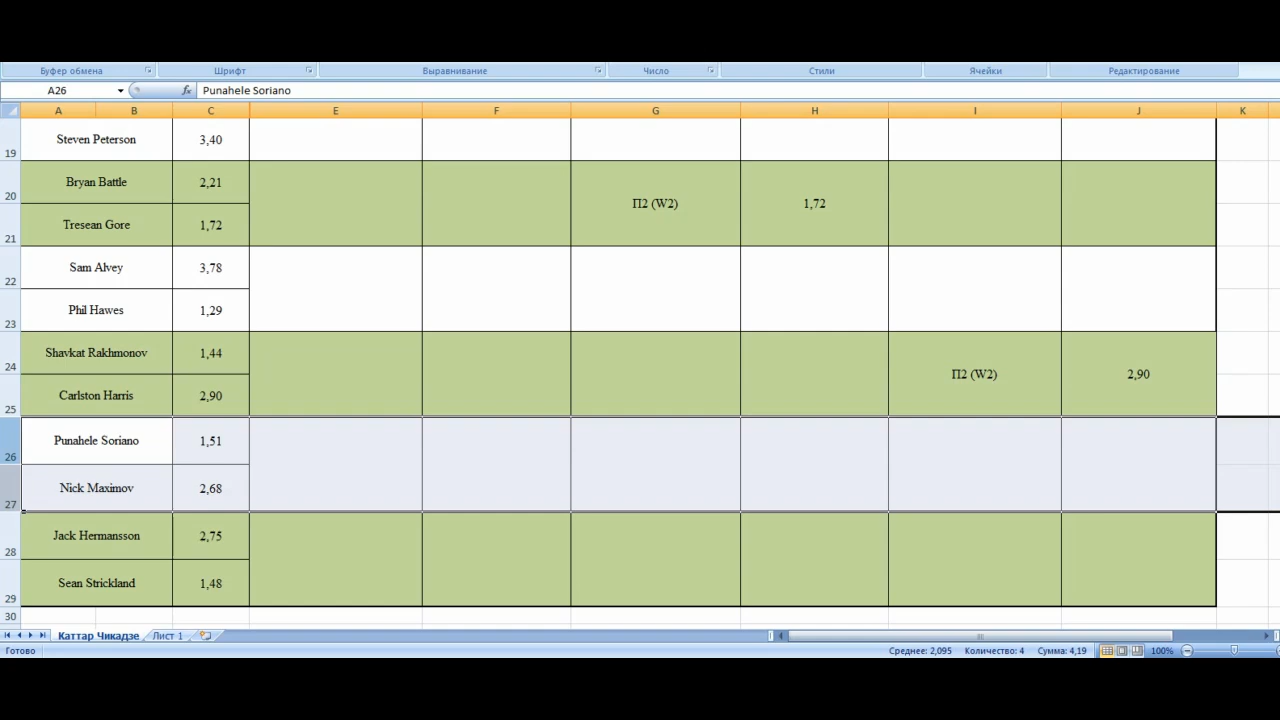 Буфер обмена Шрифт Выравнивание Число Стили Ячейки Редактирование
A26 fx Punahele Soriano
A B C E F G H I J K
19 Steven Peterson 3,40
20 Bryan Battle 2,21
П2 (W2) 1,72
21 Tresean Gore 1,72
22 Sam Alvey 3,78
23 Phil Hawes 1,29
24 Shavkat Rakhmonov 1,44
П2 (W2) 2,90
25 Carlston Harris 2,90
26 Punahele Soriano 1,51
27 Nick Maximov 2,68
28 Jack Hermansson 2,75
29 Sean Strickland 1,48
30
Каттар Чикадзе Лист 1
Готово Среднее: 2,095 Количество: 4 Сумма: 4,19 100%